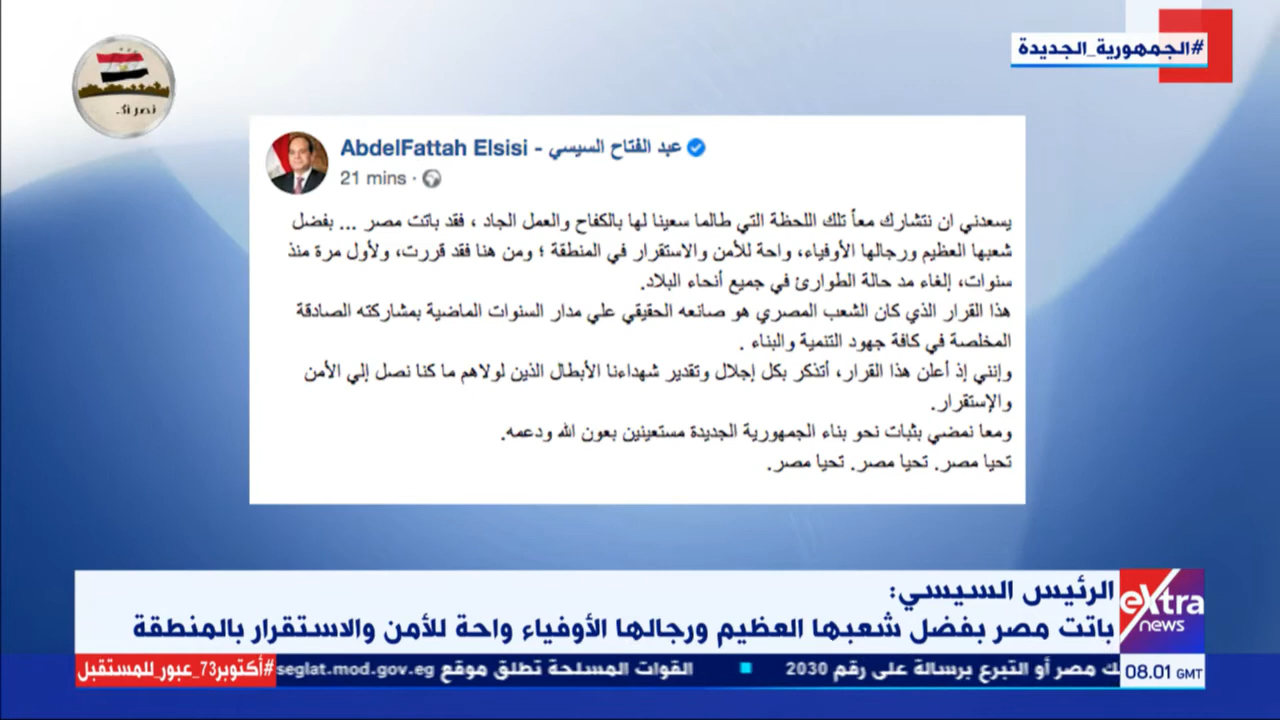 #الجمهورية_الجديدة
AbdelFattah Elsisi - عبد الفتاح السيسي
21 mins ·
يسعدني ان نتشارك معاً تلك اللحظة التي طالما سعينا لها بالكفاح والعمل الجاد ، فقد باتت مصر ... بفضل
شعبها العظيم ورجالها الأوفياء، واحة للأمن والاستقرار في المنطقة ؛ ومن هنا فقد قررت، ولأول مرة منذ
سنوات، إلغاء مد حالة الطوارئ في جميع أنحاء البلاد.
هذا القرار الذي كان الشعب المصري هو صانعه الحقيقي علي مدار السنوات الماضية بمشاركته الصادقة
المخلصة في كافة جهود التنمية والبناء .
وإنني إذ أعلن هذا القرار، أتذكر بكل إجلال وتقدير شهداءنا الأبطال الذين لولاهم ما كنا نصل إلي الأمن
والإستقرار.
ومعا نمضي بثبات نحو بناء الجمهورية الجديدة مستعينين بعون الله ودعمه.
تحيا مصر. تحيا مصر. تحيا مصر.
الرئيس السيسي:
باتت مصر بفضل شعبها العظيم ورجالها الأوفياء واحة للأمن والاستقرار بالمنطقة
eXtra
news
08.01 GMT
ك مصر أو التبرع برسالة على رقم 2030 القوات المسلحة تطلق موقع seglat.mod.gov.eg
#أكتوبر73_عبور_للمستقبل